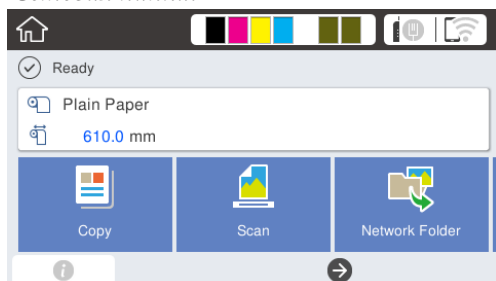 Ready
Plain Paper
610.0 mm
Copy
Scan
Network Folder